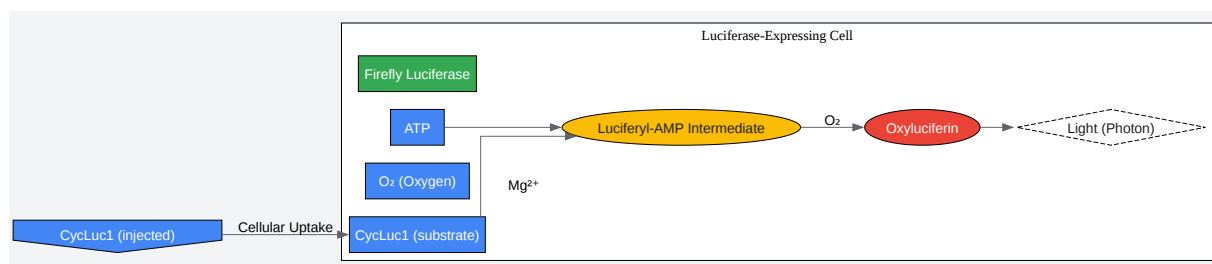 Luciferase-Expressing Cell
Firefly Luciferase
ATP
Luciferyl-AMP Intermediate
O₂
Oxyluciferin
Light (Photon)
O₂ (Oxygen)
Mg²⁺
CycLuc1 (injected)
Cellular Uptake
CycLuc1 (substrate)